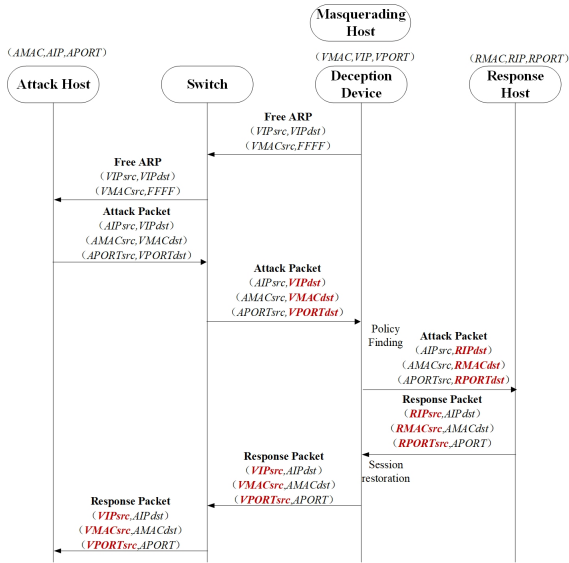 Masquerading
Host
(AMAC,AIP,APORT)
(VMAC,VIP,VPORT)
(RMAC,RIP,RPORT)
Attack Host
Switch
Deception
Device
Response
Host
Free ARP
(VIPsrc,VIPdst)
(VMACsrc,FFFF)
Free ARP
(VIPsrc,VIPdst)
(VMACsrc,FFFF)
Attack Packet
(AIPsrc,VIPdst)
(AMACsrc,VMACdst)
(APORTsrc,VPORTdst)
Attack Packet
(AIPsrc,VIPdst)
(AMACsrc,VMACdst)
(APORTsrc,VPORTdst)
Policy
Finding
Attack Packet
(AIPsrc,RIPdst)
(AMACsrc,RMACdst)
(APORTsrc,RPORTdst)
Response Packet
(RIPsrc,AIPdst)
(RMACsrc,AMACdst)
(RPORTsrc,APORT)
Session
restoration
Response Packet
(VIPsrc,AIPdst)
(VMACsrc,AMACdst)
(VPORTsrc,APORT)
Response Packet
(VIPsrc,AIPdst)
(VMACsrc,AMACdst)
(VPORTsrc,APORT)